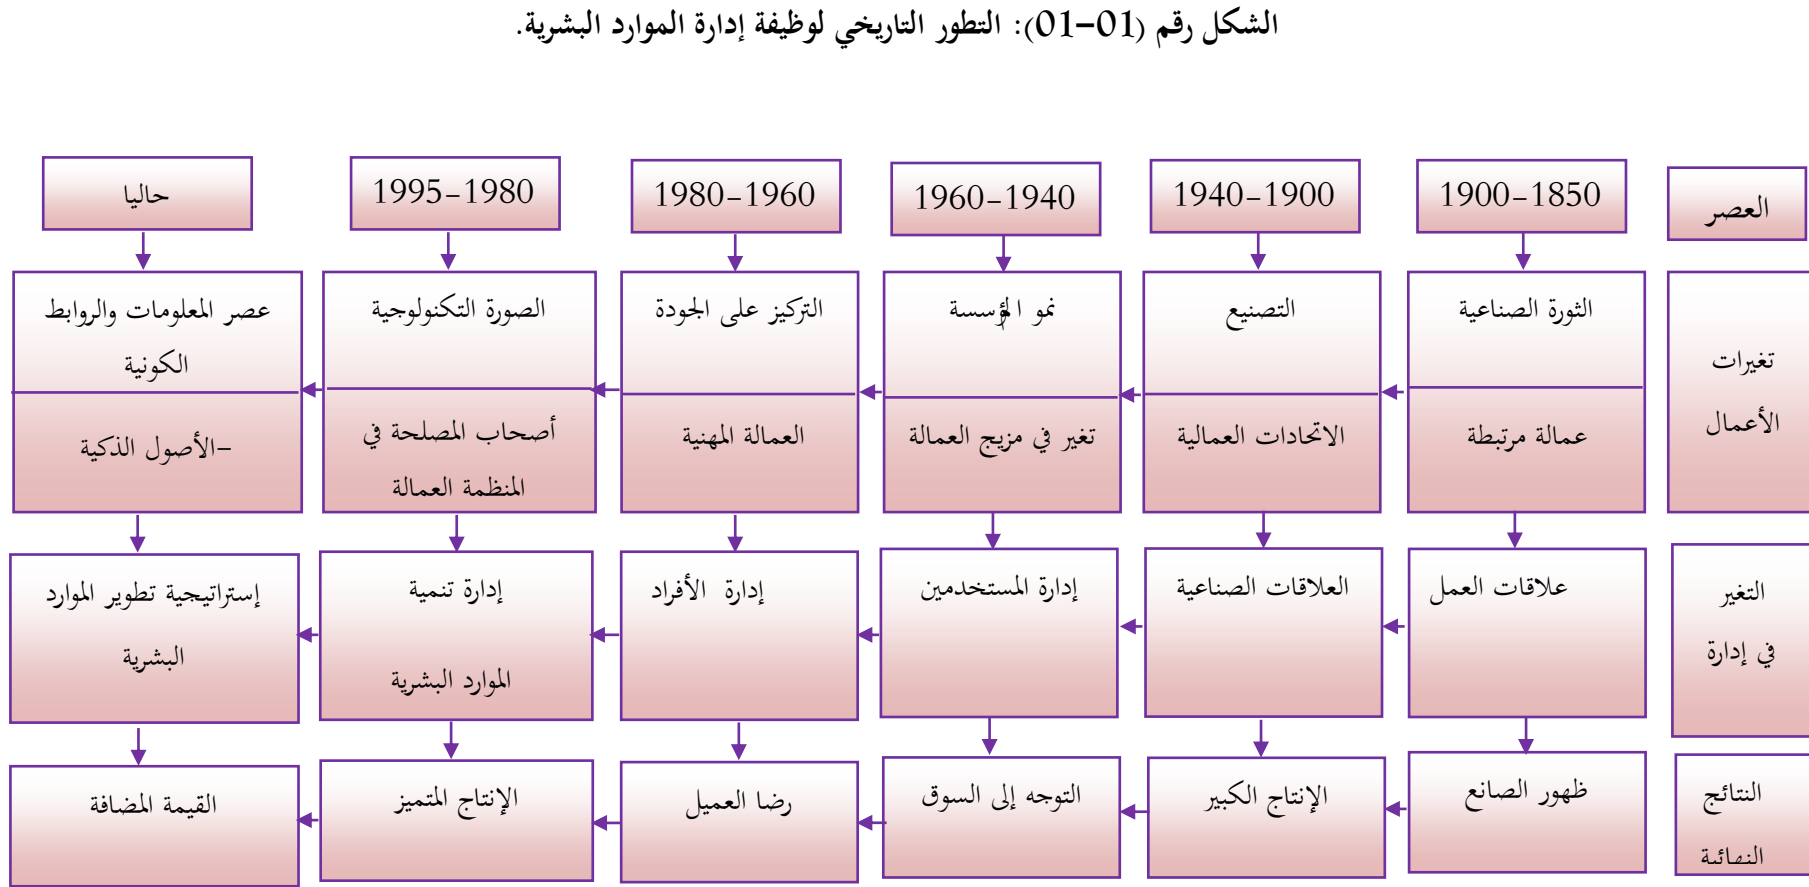 الشكل رقم (01-01): التطور التاريخي لوظيفة إدارة الموارد البشرية.
العصر
1900-1850
1940-1900
1960-1940
1980-1960
1995-1980
حاليا
تغيرات
الأعمال
الثورة الصناعية
عمالة مرتبطة
التصنيع
الاتحادات العمالية
نمو المؤسسة
تغير في مزيج العمالة
التركيز على الجودة
العمالة المهنية
الصورة التكنولوجية
أصحاب المصلحة في
المنظمة العمالة
عصر المعلومات والروابط
الكونية
-الأصول الذكية
التغير
في إدارة
علاقات العمل
العلاقات الصناعية
إدارة المستخدمين
إدارة الأفراد
إدارة تنمية
الموارد البشرية
إستراتيجية تطوير الموارد
البشرية
النتائج
النهائية
ظهور الصانع
الإنتاج الكبير
التوجه إلى السوق
رضا العميل
الإنتاج المتميز
القيمة المضافة